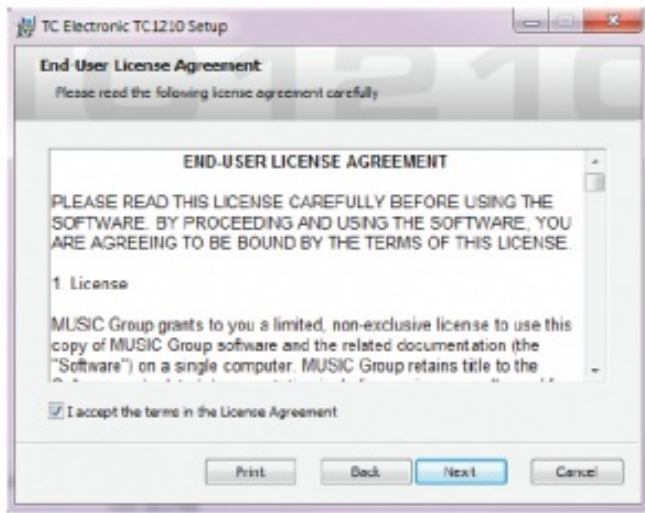 TC Electronic TC1210 Setup
End-User License Agreement
Please read the following license agreement carefully
END-USER LICENSE AGREEMENT
PLEASE READ THIS LICENSE CAREFULLY BEFORE USING THE
SOFTWARE. BY PROCEEDING AND USING THE SOFTWARE, YOU
ARE AGREEING TO BE BOUND BY THE TERMS OF THIS LICENSE.
1. License
MUSIC Group grants to you a limited, non-exclusive license to use this
copy of MUSIC Group software and the related documentation (the
"Software") on a single computer. MUSIC Group retains title to the
I accept the terms in the License Agreement
Print Back Next Cancel